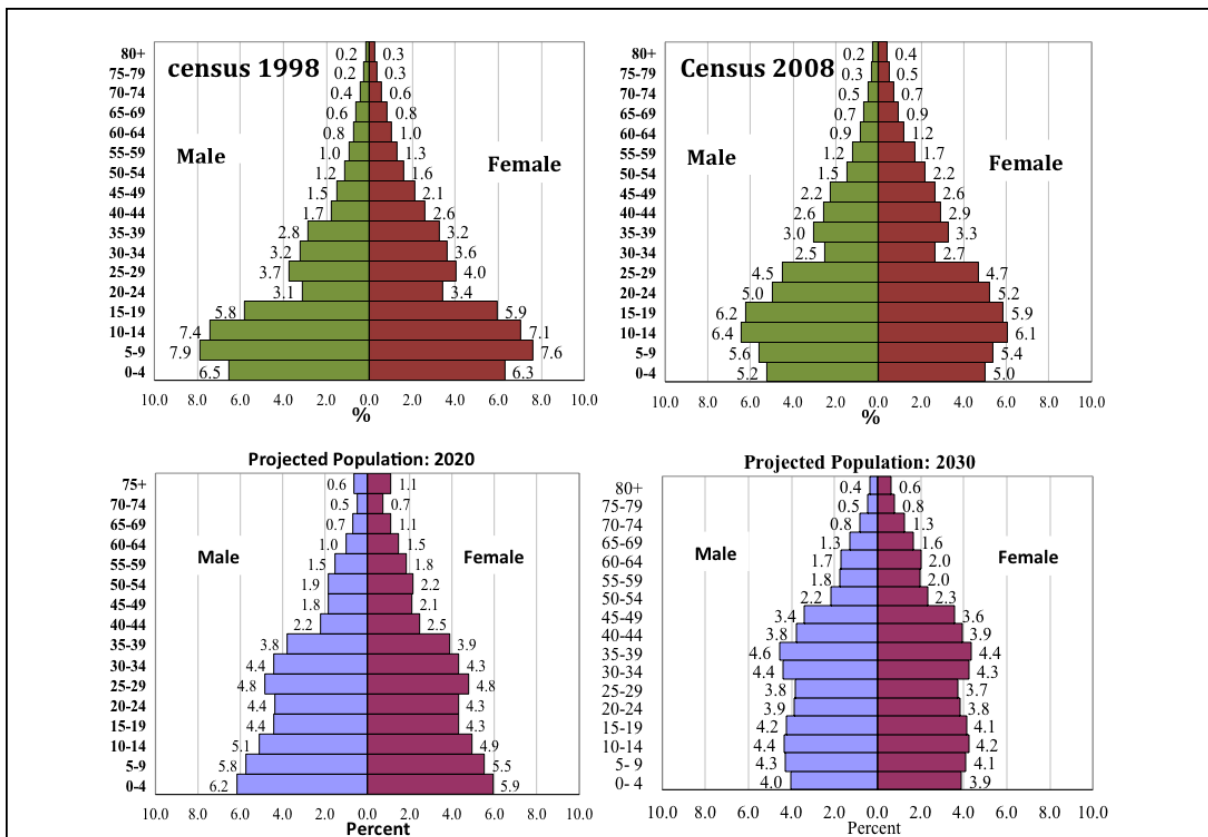 census 1998
Male
Female
80+ 0.2 0.3
75-79 0.2 0.3
70-74 0.4 0.6
65-69 0.6 0.8
60-64 0.8 1.0
55-59 1.0 1.3
50-54 1.2 1.6
45-49 1.5 2.1
40-44 1.7 2.6
35-39 2.8 3.2
30-34 3.2 3.6
25-29 3.7 4.0
20-24 3.1 3.4
15-19 5.8 5.9
10-14 7.4 7.1
5-9 7.9 7.6
0-4 6.5 6.3
10.0 8.0 6.0 4.0 2.0 0.0 2.0 4.0 6.0 8.0 10.0
%
Census 2008
Male
Female
80+ 0.2 0.4
75-79 0.3 0.5
70-74 0.5 0.7
65-69 0.7 0.9
60-64 0.9 1.2
55-59 1.2 1.7
50-54 1.5 2.2
45-49 2.2 2.6
40-44 2.6 2.9
35-39 3.0 3.3
30-34 2.5 2.7
25-29 4.5 4.7
20-24 5.0 5.2
15-19 6.2 5.9
10-14 6.4 6.1
5-9 5.6 5.4
0-4 5.2 5.0
10.0 8.0 6.0 4.0 2.0 0.0 2.0 4.0 6.0 8.0 10.0
%
Projected Population: 2020
Male
Female
75+ 0.6 1.1
70-74 0.5 0.7
65-69 0.7 1.1
60-64 1.0 1.5
55-59 1.5 1.8
50-54 1.9 2.2
45-49 1.8 2.1
40-44 2.2 2.5
35-39 3.8 3.9
30-34 4.4 4.3
25-29 4.8 4.8
20-24 4.4 4.3
15-19 4.4 4.3
10-14 5.1 4.9
5-9 5.8 5.5
0-4 6.2 5.9
10.0 8.0 6.0 4.0 2.0 0.0 2.0 4.0 6.0 8.0 10.0
Percent
Projected Population: 2030
Male
Female
80+ 0.4 0.6
75-79 0.5 0.8
70-74 0.8 1.3
65-69 1.3 1.6
60-64 1.7 2.0
55-59 1.8 2.0
50-54 2.2 2.3
45-49 3.4 3.6
40-44 3.8 3.9
35-39 4.6 4.4
30-34 4.4 4.3
25-29 3.8 3.7
20-24 3.9 3.8
15-19 4.2 4.1
10-14 4.4 4.2
5- 9 4.3 4.1
0- 4 4.0 3.9
10.0 8.0 6.0 4.0 2.0 0.0 2.0 4.0 6.0 8.0 10.0
Percent